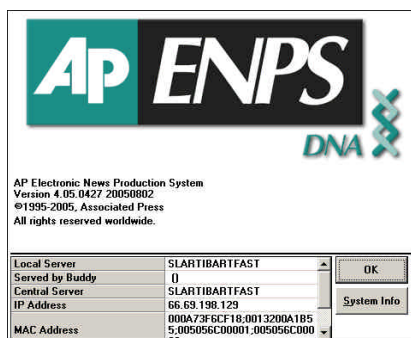 AP ENPS
DNA
AP Electronic News Production System
Version 4.05.0427 20050802
©1995-2005, Associated Press
All rights reserved worldwide.
Local Server SLARTIBARTFAST
OK
Served by Buddy ()
Central Server SLARTIBARTFAST
System Info
IP Address 66.69.198.129
000A73F6CF18;0013200A1B5
MAC Address 5;005056C00001;005056C000